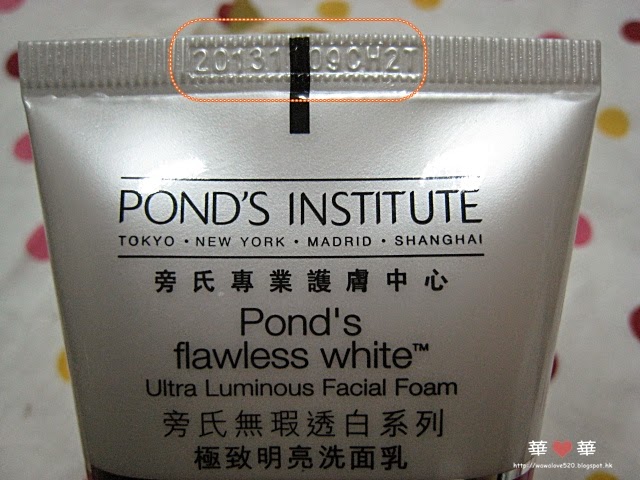 20131109CH2T
POND'S INSTITUTE
TOKYO · NEW YORK · MADRID · SHANGHAI
旁氏專業護膚中心
Pond's
flawless white™
Ultra Luminous Facial Foam
旁氏無瑕透白系列
極致明亮洗面乳
華❤華
http://wawalove520.blogspot.hk